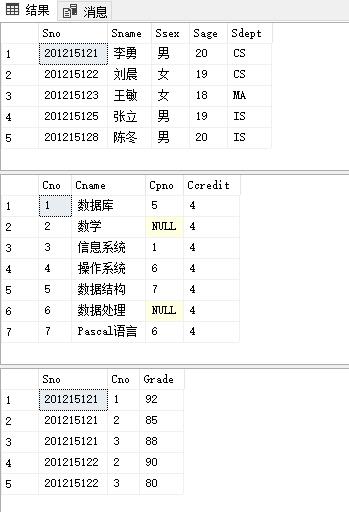 结果 消息
Sno Sname Ssex Sage Sdept
1 201215121 李勇 男 20 CS
2 201215122 刘晨 女 19 CS
3 201215123 王敏 女 18 MA
4 201215125 张立 男 19 IS
5 201215128 陈冬 男 20 IS
Cno Cname Cpno Ccredit
1 1 数据库 5 4
2 2 数学 NULL 4
3 3 信息系统 1 4
4 4 操作系统 6 4
5 5 数据结构 7 4
6 6 数据处理 NULL 4
7 7 Pascal语言 6 4
Sno Cno Grade
1 201215121 1 92
2 201215121 2 85
3 201215121 3 88
4 201215122 2 90
5 201215122 3 80